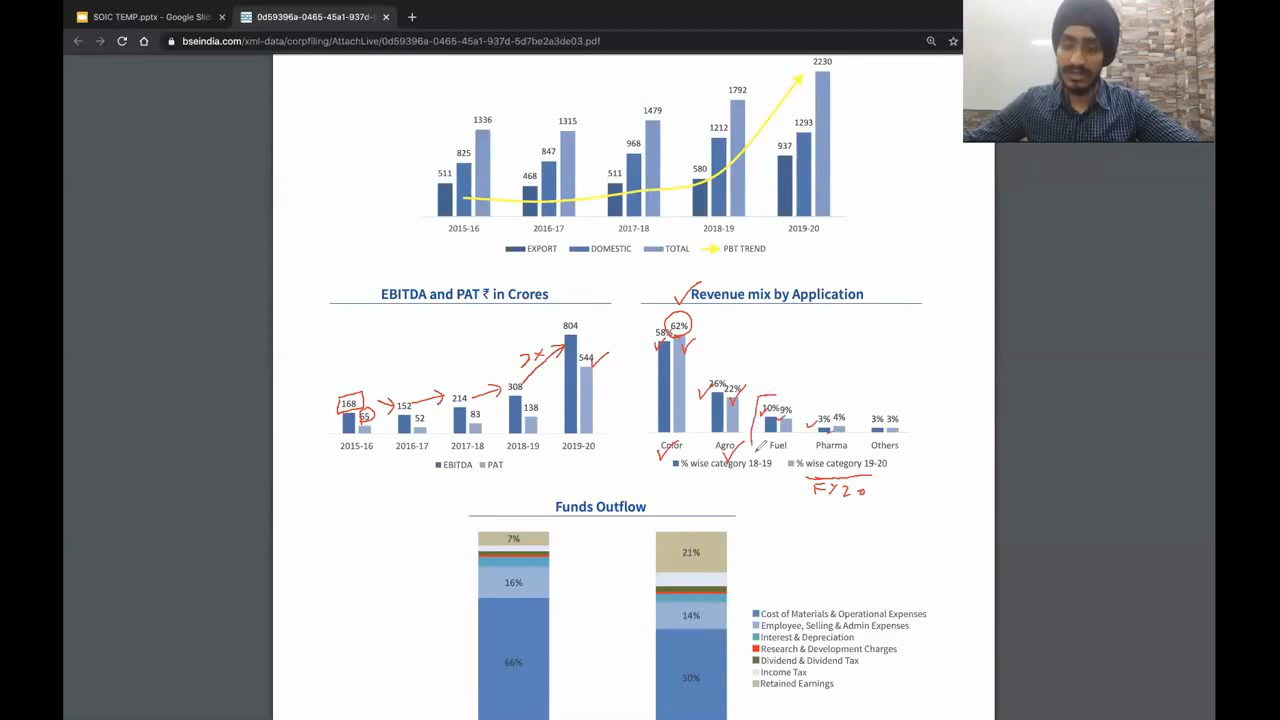 SOIC TEMP.pptx - Google Slid
0d59396a-0465-45a1-937d-
bseindia.com/xml-data/corpfiling/AttachLive/0d59396a-0465-45a1-937d-5d7be2a3de03.pdf
511 825 1336
468 847 1315
511 968 1479
580 1212 1792
937 1293 2230
2015-16 2016-17 2017-18 2018-19 2019-20
EXPORT DOMESTIC TOTAL PBT TREND
EBITDA and PAT ₹ in Crores
168 65 152 52 214 83 308 138 804 544
2015-16 2016-17 2017-18 2018-19 2019-20
EBITDA PAT
Revenue mix by Application
58% 62% 26% 22% 10% 9% 3% 4% 3% 3%
Color Agro Fuel Pharma Others
% wise category 18-19 % wise category 19-20
FY20
Funds Outflow
7% 21%
16% 14%
66% 50%
Cost of Materials & Operational Expenses
Employee, Selling & Admin Expenses
Interest & Depreciation
Research & Development Charges
Dividend & Dividend Tax
Income Tax
Retained Earnings